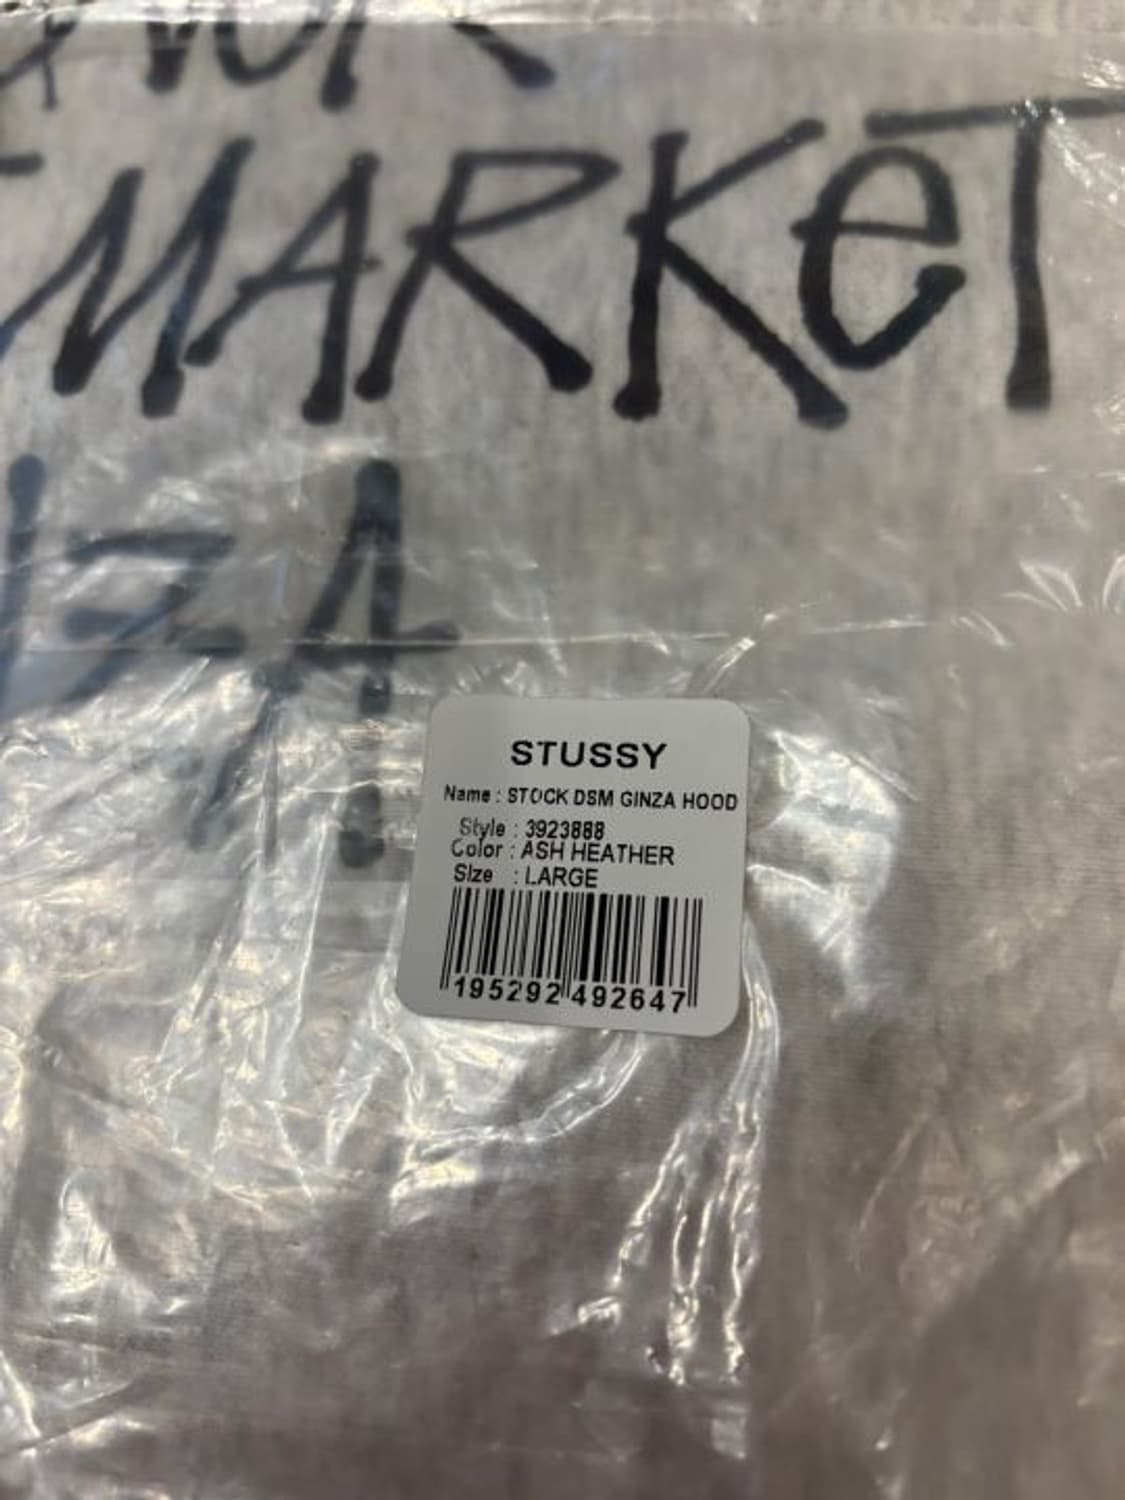 MARKET
STUSSY
Name : STOCK DSM GINZA HOOD
Style : 3923888
Color : ASH HEATHER
Size : LARGE
195292 492647